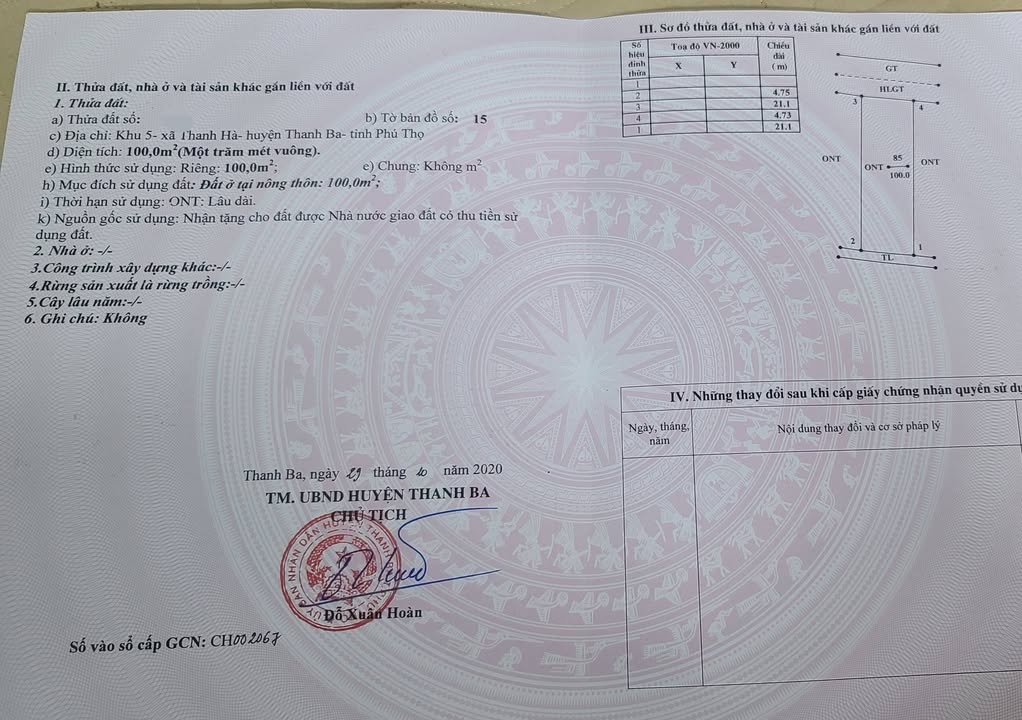 II. Thửa đất, nhà ở và tài sản khác gắn liền với đất
1. Thửa đất:
a) Thửa đất số:
b) Tờ bản đồ số: 15
c) Địa chỉ: Khu 5- xã Thanh Hà- huyện Thanh Ba- tỉnh Phú Thọ
d) Diện tích: 100,0m²(Một trăm mét vuông).
e) Hình thức sử dụng: Riêng: 100,0m²;
e) Chung: Không m²
h) Mục đích sử dụng đất: Đất ở tại nông thôn: 100,0m²;
i) Thời hạn sử dụng: ONT: Lâu dài.
k) Nguồn gốc sử dụng: Nhận tặng cho đất được Nhà nước giao đất có thu tiền sử
dụng đất.
2. Nhà ở: -/-
3.Công trình xây dựng khác:-/-
4.Rừng sản xuất là rừng trồng:-/-
5.Cây lâu năm:-/-
6. Ghi chú: Không
Thanh Ba, ngày 29 tháng 10 năm 2020
TM. UBND HUYỆN THANH BA
CHỦ TỊCH
ỦY BAN NHÂN DÂN HUYỆN THANH
Đỗ Xuân Hoàn
Số vào sổ cấp GCN: CH002067
III. Sơ đồ thửa đất, nhà ở và tài sản khác gắn liền với đất
Số hiệu đỉnh thửa
Toạ độ VN-2000
Chiều dài (m)
X Y
1
4.75
2
21.1
3
4.73
4
21.1
1
GT
HLGT
3 4
ONT
ONT
85
100.0
ONT
2 1
TL
IV. Những thay đổi sau khi cấp giấy chứng nhận quyền sử
Ngày, tháng, năm
Nội dung thay đổi và cơ sở pháp lý